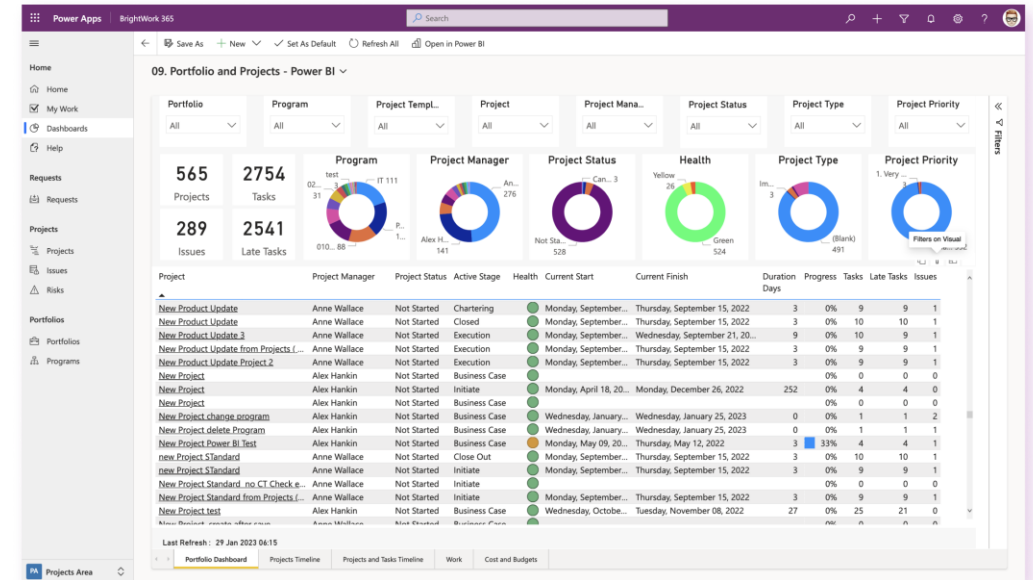 Power Apps BrightWork 365 Search ?
Save As New Set As Default Refresh All Open in Power BI
Home
Home
My Work
Dashboards
Help
Requests
Requests
Projects
Projects
Issues
Risks
Portfolios
Portfolios
Programs
PA Projects Area
09. Portfolio and Projects - Power BI
Portfolio Program Project Templ... Project Project Mana... Project Status Project Type Project Priority
All All All All All All All All
Filters
565 Projects
2754 Tasks
289 Issues
2541 Late Tasks
Program
test
02...
31
IT 111
P...
1...
010... 88
Project Manager
An...
276
Alex H...
141
Project Status
Can... 3
Not Sta...
528
Health
Yellow
26
Green
524
Project Type
Im...
3
(Blank)
491
Project Priority
1. Very ...
3
Filters on Visual
Project Project Manager Project Status Active Stage Health Current Start Current Finish Duration Days Progress Tasks Late Tasks Issues
New Product Update Anne Wallace Not Started Chartering Monday, September... Thursday, September 15, 2022 3 0% 9 9 1
New Product Update Anne Wallace Not Started Closed Monday, September... Thursday, September 15, 2022 3 0% 10 10 1
New Product Update 3 Anne Wallace Not Started Execution Monday, September... Wednesday, September 21, 20... 9 0% 10 9 1
New Product Update from Projects (... Anne Wallace Not Started Execution Monday, September... Thursday, September 15, 2022 3 0% 9 9 1
New Product Update Project 2 Anne Wallace Not Started Execution Monday, September... Thursday, September 15, 2022 3 0% 9 9 1
New Project Alex Hankin Not Started Business Case 0% 0 0 0
New Project Alex Hankin Not Started Initiate Monday, April 18, 20... Monday, December 26, 2022 252 0% 4 4 0
New Project Alex Hankin Not Started Business Case 0% 0 0 0
New Project change program Alex Hankin Not Started Business Case Wednesday, January... Wednesday, January 25, 2023 0 0% 1 1 2
New Project delete Program Alex Hankin Not Started Business Case Wednesday, January... Wednesday, January 25, 2023 0 0% 1 1 1
New Project Power BI Test Alex Hankin Not Started Business Case Monday, May 09, 20... Thursday, May 12, 2022 3 33% 4 4 1
new Project STandard Anne Wallace Not Started Close Out Monday, September... Thursday, September 15, 2022 3 0% 10 10 1
new Project STandard Anne Wallace Not Started Initiate Monday, September... Thursday, September 15, 2022 3 0% 9 9 1
New Project Standard no CT Check e... Anne Wallace Not Started Initiate 0% 0 0 0
New Project Standard from Projects (... Anne Wallace Not Started Initiate Monday, September... Thursday, September 15, 2022 3 0% 9 9 1
New Project test Alex Hankin Not Started Business Case Wednesday, Octobe... Tuesday, November 08, 2022 27 0% 25 21 0
New Project create after save Anne Wallace Not Started Business Case 0% 0 0 0
Last Refresh : 29 Jan 2023 06:15
Portfolio Dashboard Projects Timeline Projects and Tasks Timeline Work Cost and Budgets